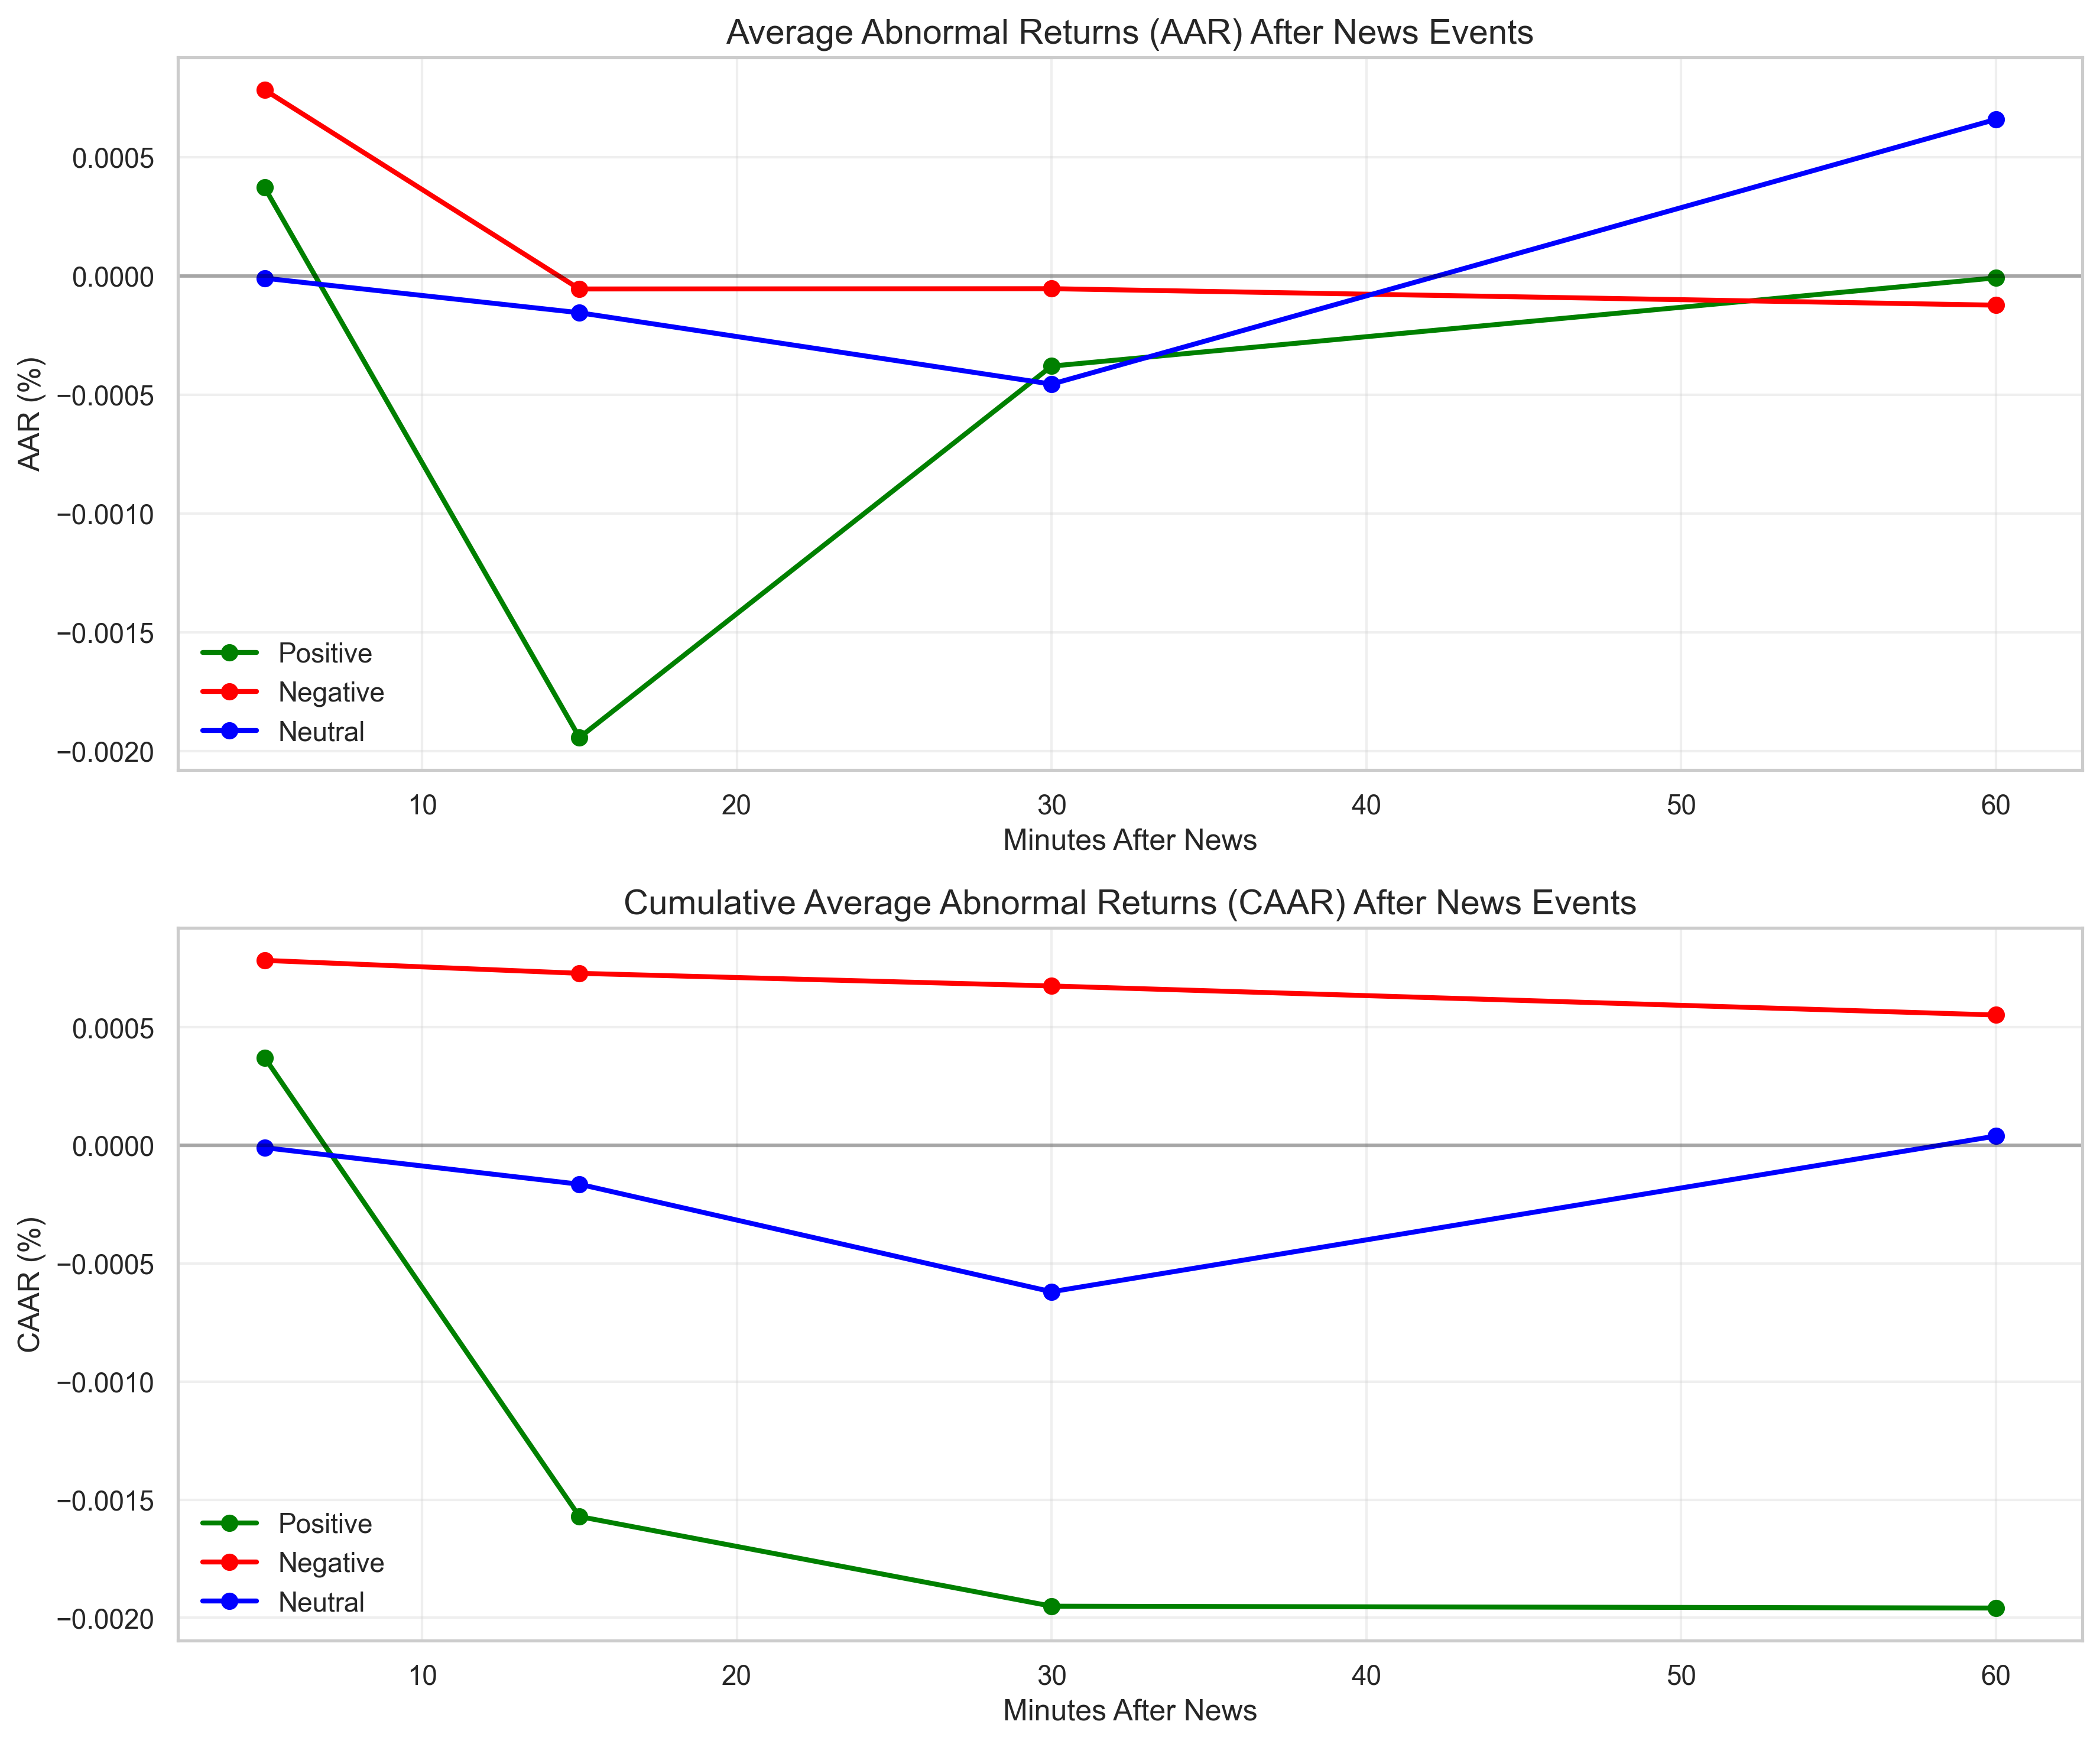 Average Abnormal Returns (AAR) After News Events
AAR (%)
0.0005
0.0000
−0.0005
−0.0010
−0.0015
−0.0020
Positive
Negative
Neutral
10 20 30 40 50 60
Minutes After News
Cumulative Average Abnormal Returns (CAAR) After News Events
CAAR (%)
0.0005
0.0000
−0.0005
−0.0010
−0.0015
−0.0020
Positive
Negative
Neutral
10 20 30 40 50 60
Minutes After News